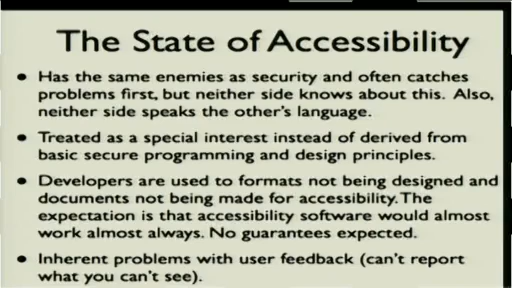 The State of Accessibility
• Has the same enemies as security and often catches
problems first, but neither side knows about this. Also,
neither side speaks the other's language.
• Treated as a special interest instead of derived from
basic secure programming and design principles.
• Developers are used to formats not being designed and
documents not being made for accessibility. The
expectation is that accessibility software would almost
work almost always. No guarantees expected.
• Inherent problems with user feedback (can't report
what you can't see).